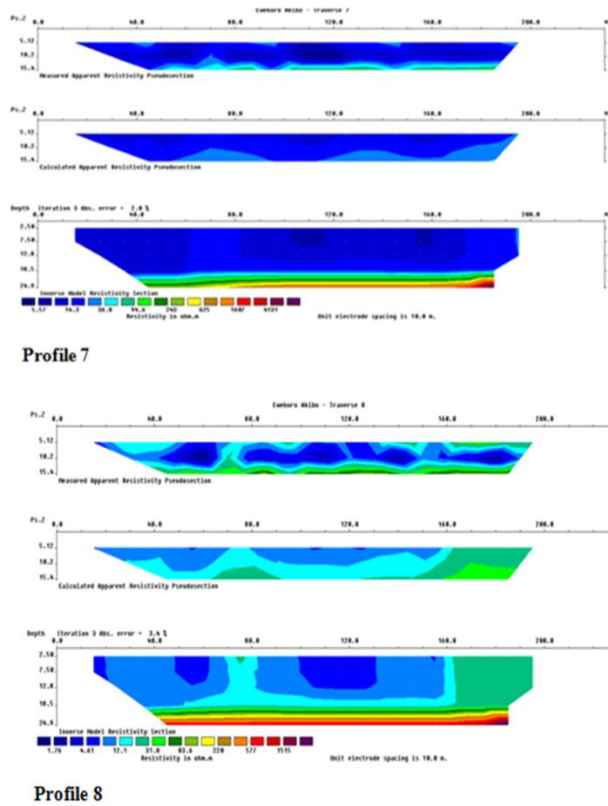 Ewekoro Akibo - Traverse 7
Ps.Z 0.0 40.0 80.0 120.0 160.0 200.0 m
5.12
10.2
15.4
Measured Apparent Resistivity Pseudosection
Ps.Z 0.0 40.0 80.0 120.0 160.0 200.0 m
5.12
10.2
15.4
Calculated Apparent Resistivity Pseudosection
Depth Iteration 3 Abs. error = 7.0 %
0.0 40.0 80.0 120.0 160.0 200.0 m
2.50
7.50
12.8
18.5
24.9
Inverse Model Resistivity Section
5.57 14.3 36.8 94.6 243 625 1607 4131
Resistivity in ohm.m Unit electrode spacing is 10.0 m.
Profile 7
Ewekoro Akibo - Traverse 8
Ps.Z 0.0 40.0 80.0 120.0 160.0 200.0
5.12
10.2
15.4
Measured Apparent Resistivity Pseudosection
Ps.Z 0.0 40.0 80.0 120.0 160.0 200.0
5.12
10.2
15.4
Calculated Apparent Resistivity Pseudosection
Depth Iteration 3 Abs. error = 3.4 %
0.0 40.0 80.0 120.0 160.0 200.0
2.50
7.50
12.8
18.5
24.9
Inverse Model Resistivity Section
1.76 4.61 12.1 31.8 83.6 220 577 1515
Resistivity in ohm.m Unit electrode spacing is 10.0 m.
Profile 8